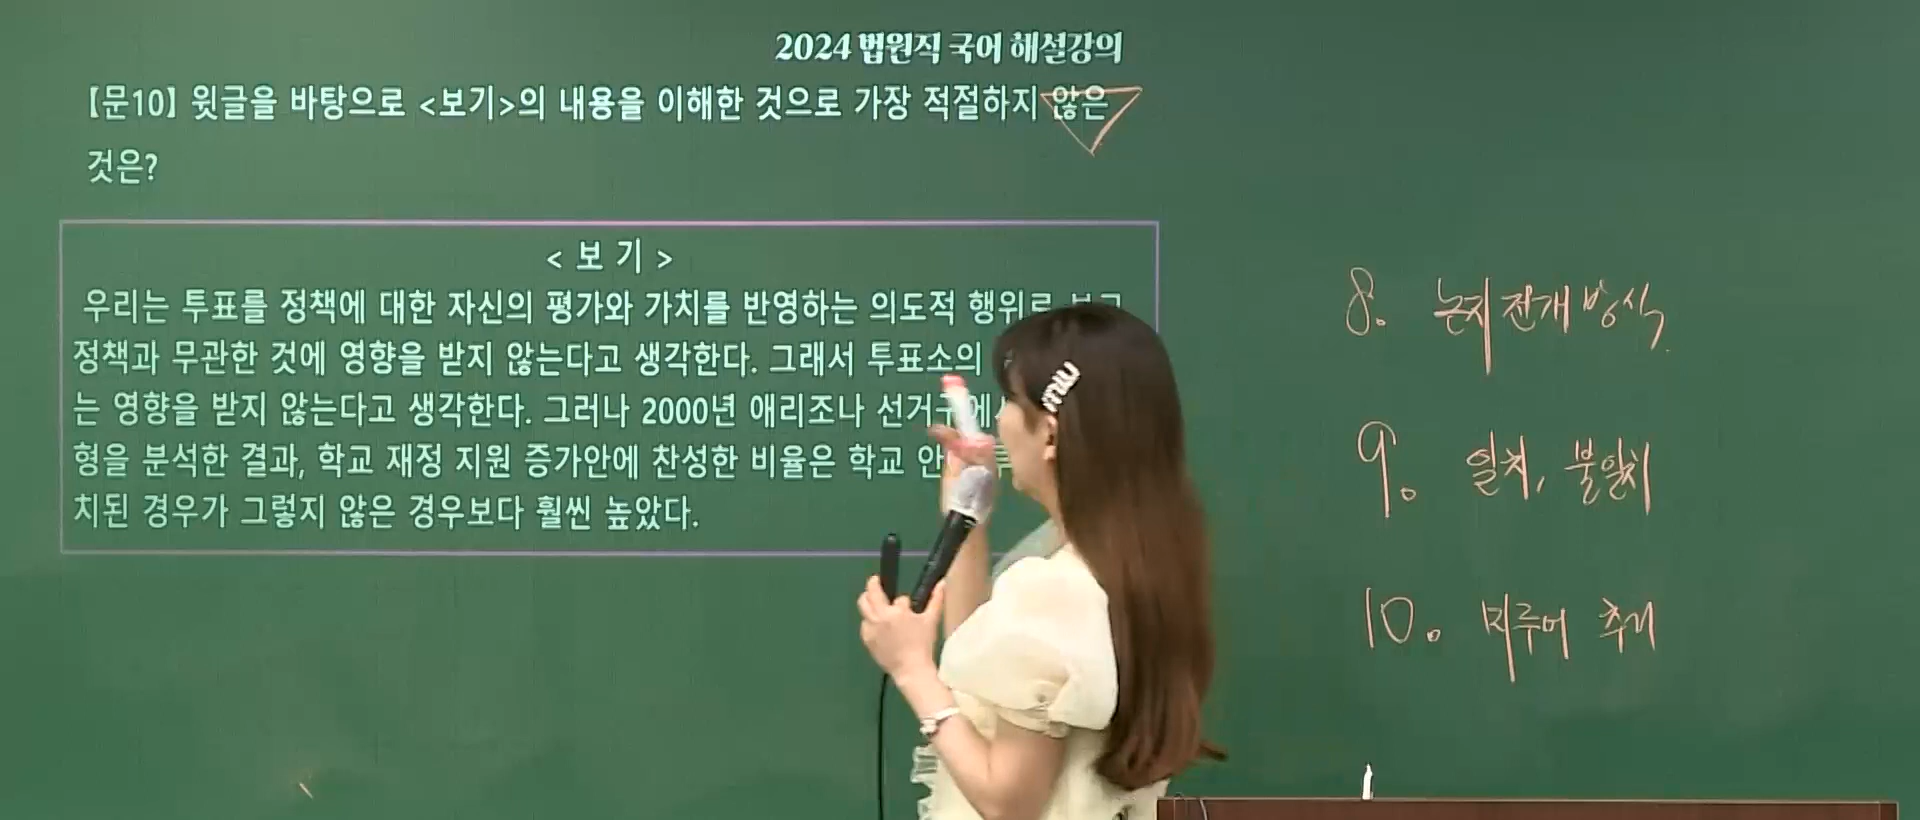 2024 법원직 국어 해설강의
【문10】 윗글을 바탕으로 <보기>의 내용을 이해한 것으로 가장 적절하지 않은
것은?
< 보 기 >
우리는 투표를 정책에 대한 자신의 평가와 가치를 반영하는 의도적 행위로 보고
정책과 무관한 것에 영향을 받지 않는다고 생각한다. 그래서 투표소의
는 영향을 받지 않는다고 생각한다. 그러나 2000년 애리조나 선거구에서
형을 분석한 결과, 학교 재정 지원 증가안에 찬성한 비율은 학교 안에
치된 경우가 그렇지 않은 경우보다 훨씬 높았다.
8. 논지 전개 방식
9. 일치, 불일치
10. 미루어 추리